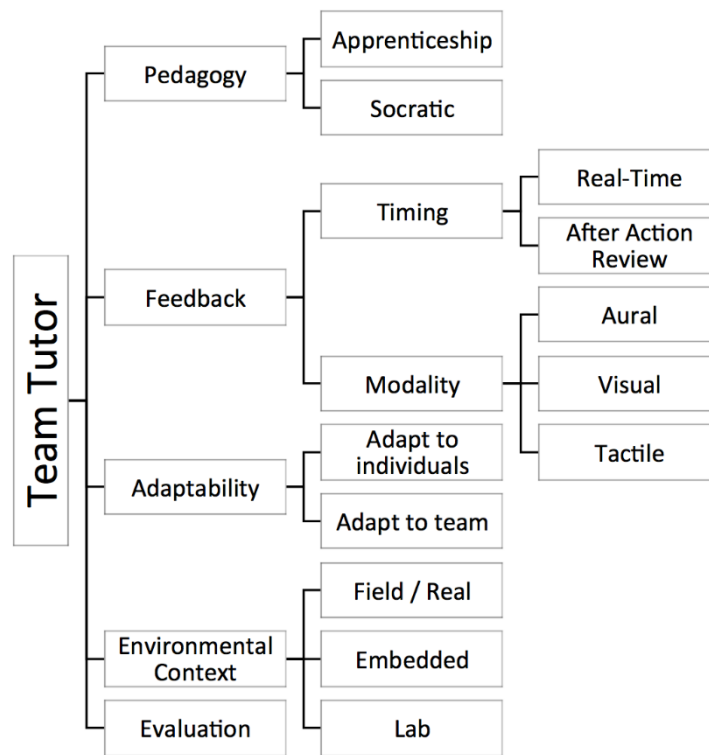 Team Tutor
Pedagogy
Apprenticeship
Socratic
Feedback
Timing
Real-Time
After Action
Review
Modality
Aural
Visual
Tactile
Adaptability
Adapt to
individuals
Adapt to team
Environmental
Context
Field / Real
Embedded
Lab
Evaluation